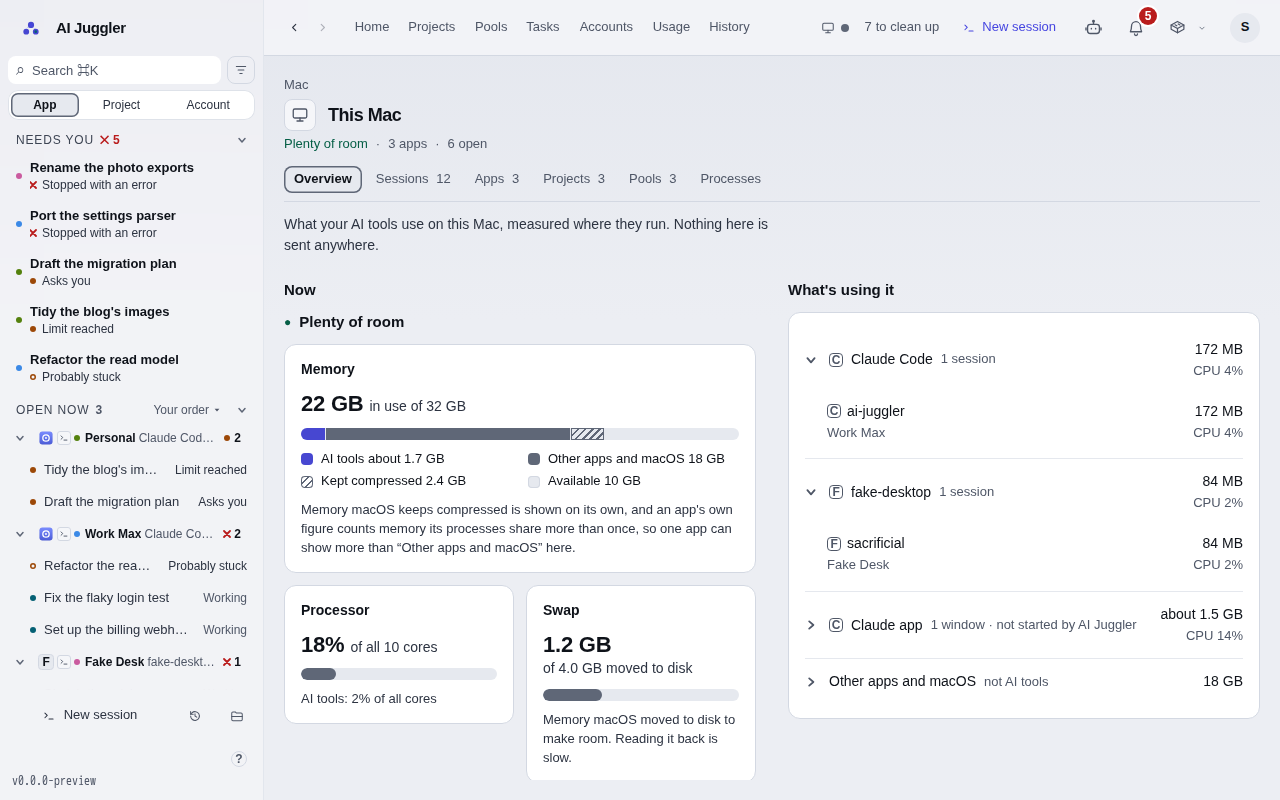 AI Juggler
Search ⌘K
App Project Account
NEEDS YOU 5
Rename the photo exports
Stopped with an error
Port the settings parser
Stopped with an error
Draft the migration plan
Asks you
Tidy the blog's images
Limit reached
Refactor the read model
Probably stuck
OPEN NOW 3 Your order
Personal Claude Cod… 2
Tidy the blog's im… Limit reached
Draft the migration plan Asks you
Work Max Claude Co… 2
Refactor the rea… Probably stuck
Fix the flaky login test Working
Set up the billing webh… Working
F Fake Desk fake-deskt… 1
New session
?
v0.0.0-preview
Home Projects Pools Tasks Accounts Usage History
7 to clean up New session 5 S
Mac
This Mac
Plenty of room · 3 apps · 6 open
Overview Sessions 12 Apps 3 Projects 3 Pools 3 Processes
What your AI tools use on this Mac, measured where they run. Nothing here is
sent anywhere.
Now
Plenty of room
Memory
22 GB in use of 32 GB
AI tools about 1.7 GB Other apps and macOS 18 GB
Kept compressed 2.4 GB Available 10 GB
Memory macOS keeps compressed is shown on its own, and an app's own
figure counts memory its processes share more than once, so one app can
show more than “Other apps and macOS” here.
Processor
18% of all 10 cores
AI tools: 2% of all cores
Swap
1.2 GB
of 4.0 GB moved to disk
Memory macOS moved to disk to
make room. Reading it back is
slow.
What's using it
C Claude Code 1 session 172 MB
CPU 4%
C ai-juggler 172 MB
Work Max CPU 4%
F fake-desktop 1 session 84 MB
CPU 2%
F sacrificial 84 MB
Fake Desk CPU 2%
C Claude app 1 window · not started by AI Juggler about 1.5 GB
CPU 14%
Other apps and macOS not AI tools 18 GB